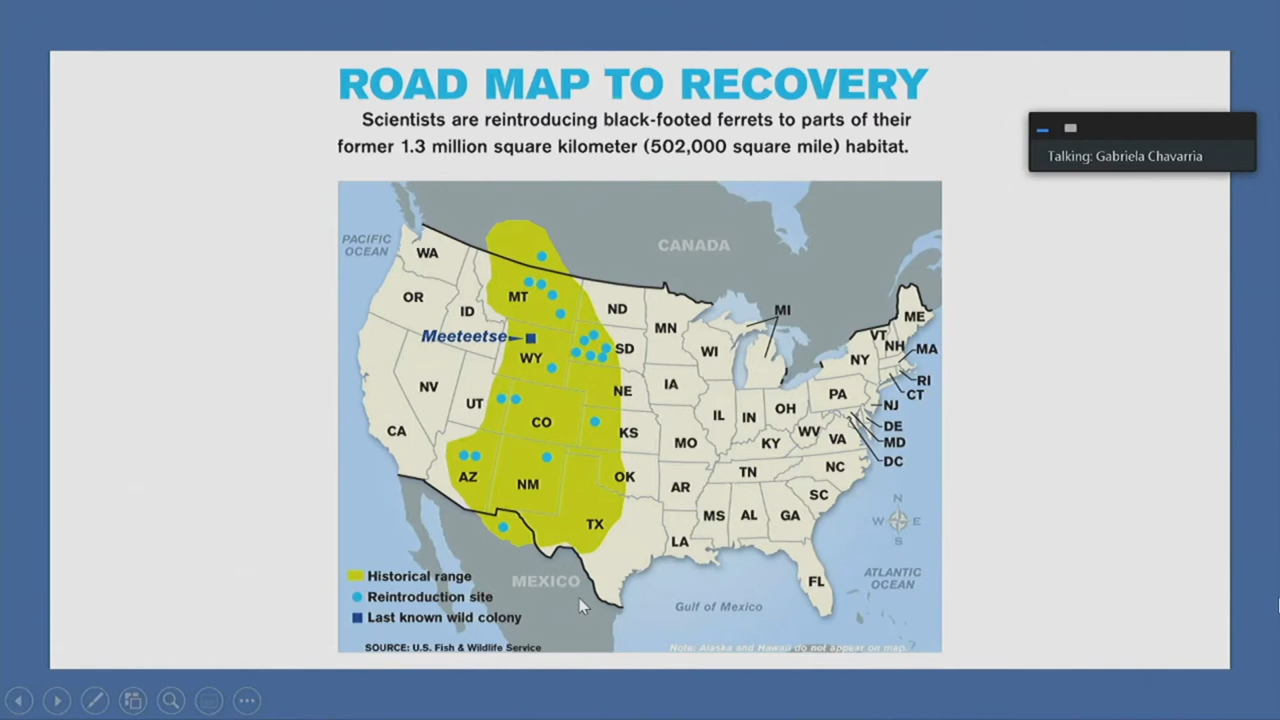 ROAD MAP TO RECOVERY
Scientists are reintroducing black-footed ferrets to parts of their
former 1.3 million square kilometer (502,000 square mile) habitat.
Talking: Gabriela Chavarria
PACIFIC
OCEAN
CANADA
WA
OR
ID
MT
ND
MN
MI
ME
VT
NH
MA
Meeteetse
WY
SD
WI
NY
RI
CT
NV
UT
CO
NE
IA
IL
IN
OH
PA
NJ
DE
MD
DC
CA
KS
MO
KY
WV
VA
AZ
NM
OK
AR
TN
NC
SC
TX
LA
MS
AL
GA
FL
N
W
E
S
MEXICO
Gulf of Mexico
ATLANTIC
OCEAN
Historical range
Reintroduction site
Last known wild colony
SOURCE: U.S. Fish & Wildlife Service
Note: Alaska and Hawaii do not appear on map.